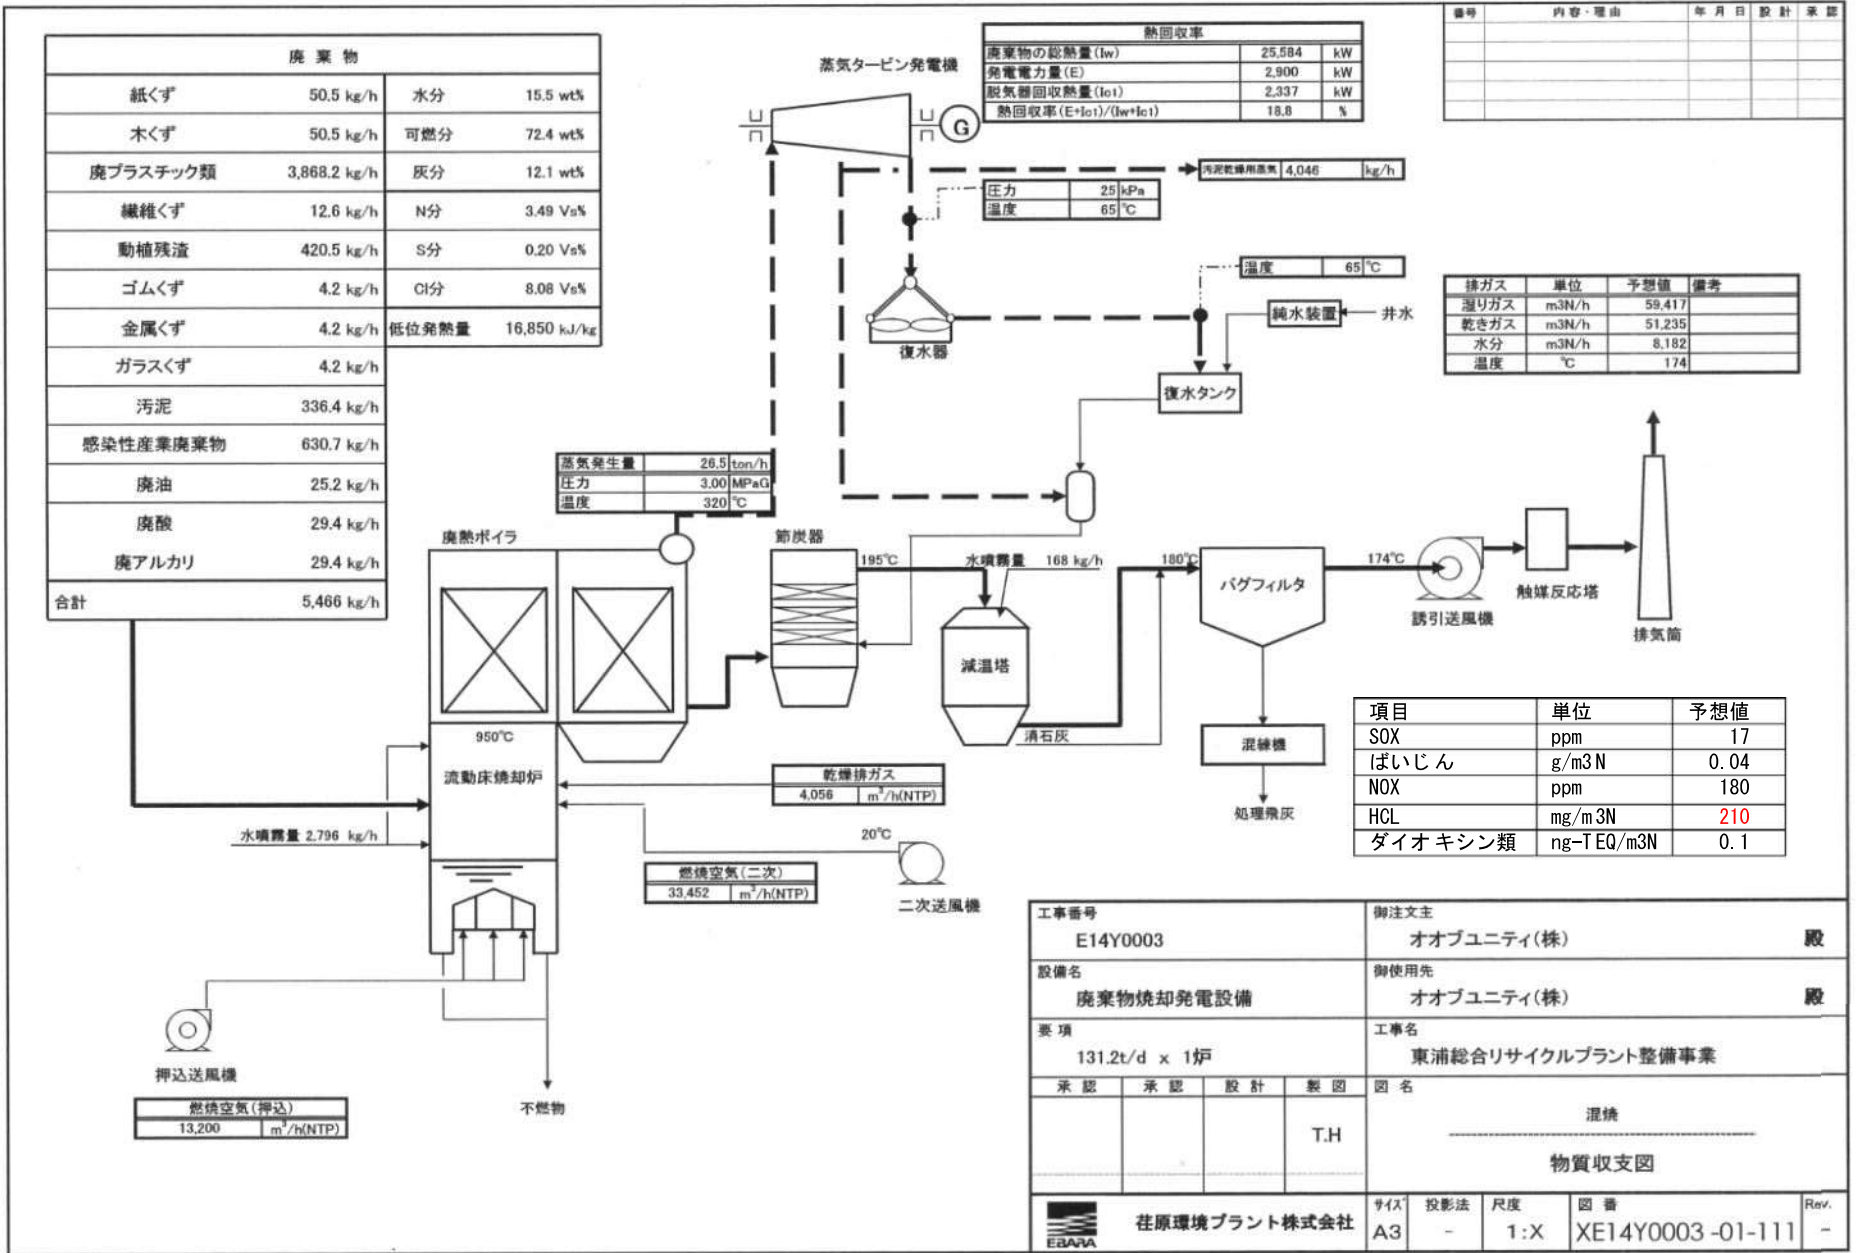 廃棄物
紙くず 50.5 kg/h 水分 15.5 wt%
木くず 50.5 kg/h 可燃分 72.4 wt%
廃プラスチック類 3,868.2 kg/h 灰分 12.1 wt%
繊維くず 12.6 kg/h N分 3.49 Vs%
動植残渣 420.5 kg/h S分 0.20 Vs%
ゴムくず 4.2 kg/h Cl分 8.08 Vs%
金属くず 4.2 kg/h 低位発熱量 16,850 kJ/kg
ガラスくず 4.2 kg/h
汚泥 336.4 kg/h
感染性産業廃棄物 630.7 kg/h
廃油 25.2 kg/h
廃酸 29.4 kg/h
廃アルカリ 29.4 kg/h
合計 5,466 kg/h
蒸気タービン発電機
G
熱回収率
廃棄物の総熱量(Iw) 25,584 kW
発電電力量(E) 2,900 kW
脱気器回収熱量(Ic1) 2,337 kW
熱回収率(E+Ic1)/(Iw+Ic1) 18.8 %
番号 内容・理由 年月日 設計 承認
汚泥乾燥用蒸気 4,046 kg/h
圧力 25 kPa
温度 65 ℃
温度 65 ℃
純水装置 井水
復水器
復水タンク
排ガス 単位 予想値 備考
湿りガス m3N/h 59,417
乾きガス m3N/h 51,235
水分 m3N/h 8,182
温度 ℃ 174
蒸気発生量 26.5 ton/h
圧力 3.00 MPaG
温度 320 ℃
廃熱ボイラ
節炭器
195℃
水噴霧量 168 kg/h
180℃
バグフィルタ
174℃
誘引送風機
触媒反応塔
排気筒
減温塔
消石灰
混練機
処理飛灰
950℃
流動床焼却炉
乾燥排ガス
4,056 m³/h(NTP)
水噴霧量 2,796 kg/h
20℃
燃焼空気(二次)
33,452 m³/h(NTP)
二次送風機
押込送風機
燃焼空気(押込)
13,200 m³/h(NTP)
不燃物
項目 単位 予想値
SOX ppm 17
ばいじん g/m3N 0.04
NOX ppm 180
HCL mg/m3N 210
ダイオキシン類 ng-TEQ/m3N 0.1
工事番号 御注文主
E14Y0003 オオブユニティ(株) 殿
設備名 御使用先
廃棄物焼却発電設備 オオブユニティ(株) 殿
要項 工事名
131.2t/d x 1炉 東浦総合リサイクルプラント整備事業
承認 承認 設計 製図 図名
混焼
T.H
物質収支図
EBARA
荏原環境プラント株式会社
サイズ 投影法 尺度 図番 Rev.
A3 - 1:X XE14Y0003-01-111 -